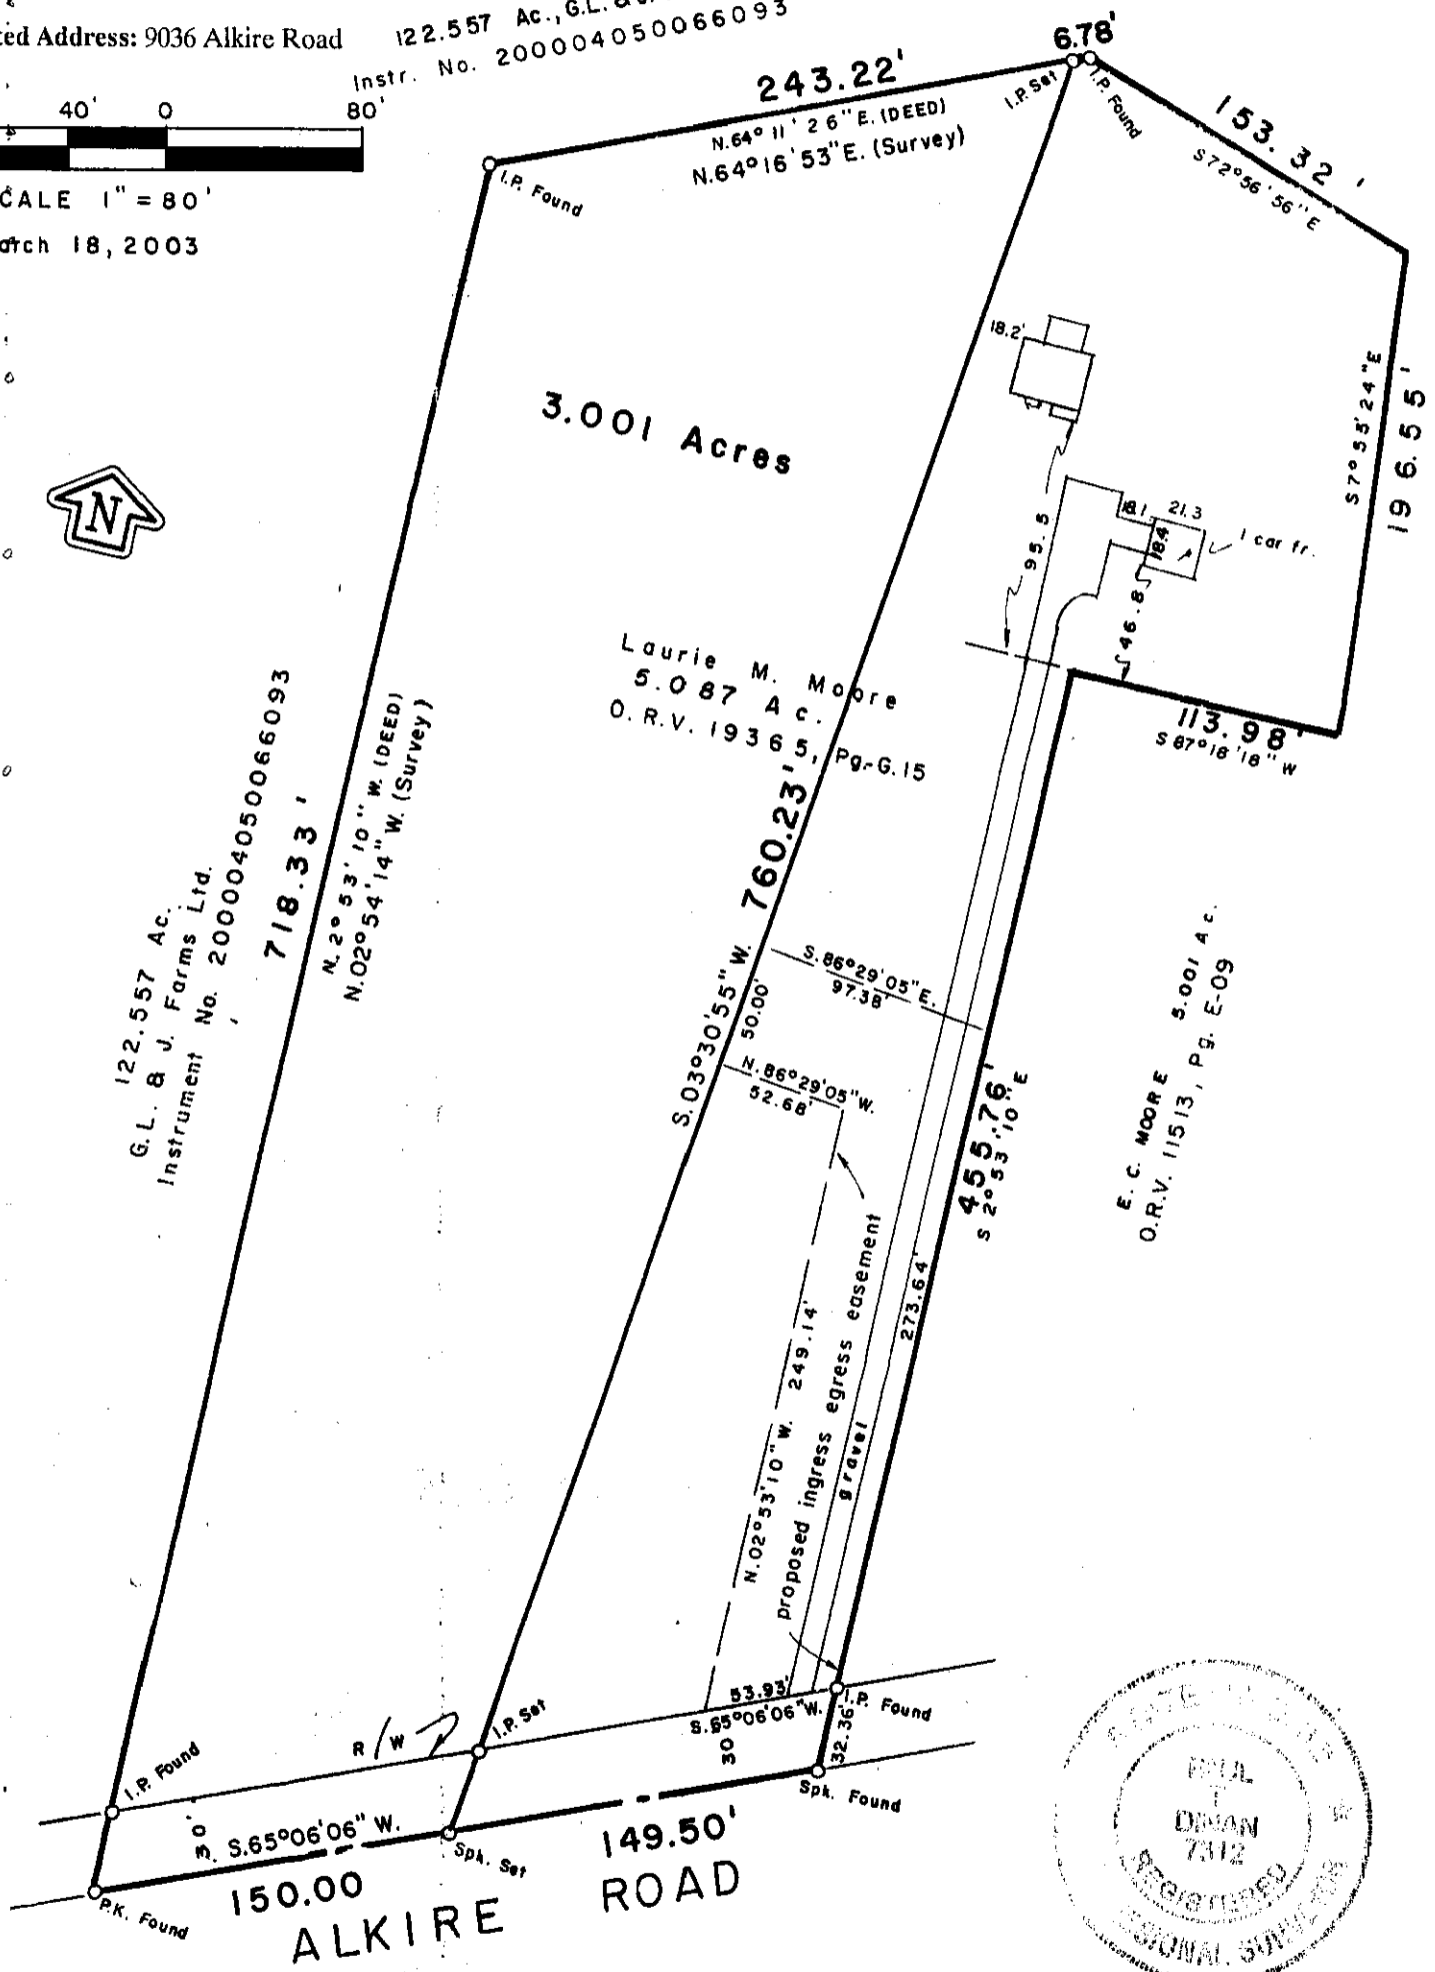 ted Address: 9036 Alkire Road
122.557 Ac., G.L. &
Instr. No. 200004050066093
40' 0 80'
CALE 1" = 80'
arch 18, 2003
N
243.22'
N.64°11'26"E. (DEED)
N.64°16'53"E. (Survey)
6.78'
I.P. Set
I.P. Found
153.32'
S72°56'56"E
I.P. Found
3.001 Acres
18.2'
S7°53'24"E
196.55'
95.5
18.1
21.3
18.4
1 car fr.
46.8
113.98'
S87°18'18"W
Laurie M. Moore
5.087 Ac.
O.R.V. 19365, Pg.-G.15
122.557 Ac.
G.L. & J. Farms Ltd.
Instrument No. 200004050066093
718.33'
N.2°53'10"W. (DEED)
N.02°54'14"W. (Survey)
S.03°30'55"W. 760.23'
S.86°29'05"E.
97.38'
50.00'
N.86°29'05"W.
52.68'
455.76'
S2°53'10"E
E. C. MOORE 5.001 Ac.
O.R.V. 11513, Pg. E-09
N.02°53'10"W. 249.14'
proposed ingress egress easement
gravel
273.64'
53.93'
S.65°06'06"W.
I.P. Found
30
32.36'
Spk. Found
R/W
I.P. Set
I.P. Found
30'
S.65°06'06"W.
Spk. Set
150.00
149.50'
P.K. Found
ALKIRE ROAD
PAUL
T
DINAN
7312
REGISTERED